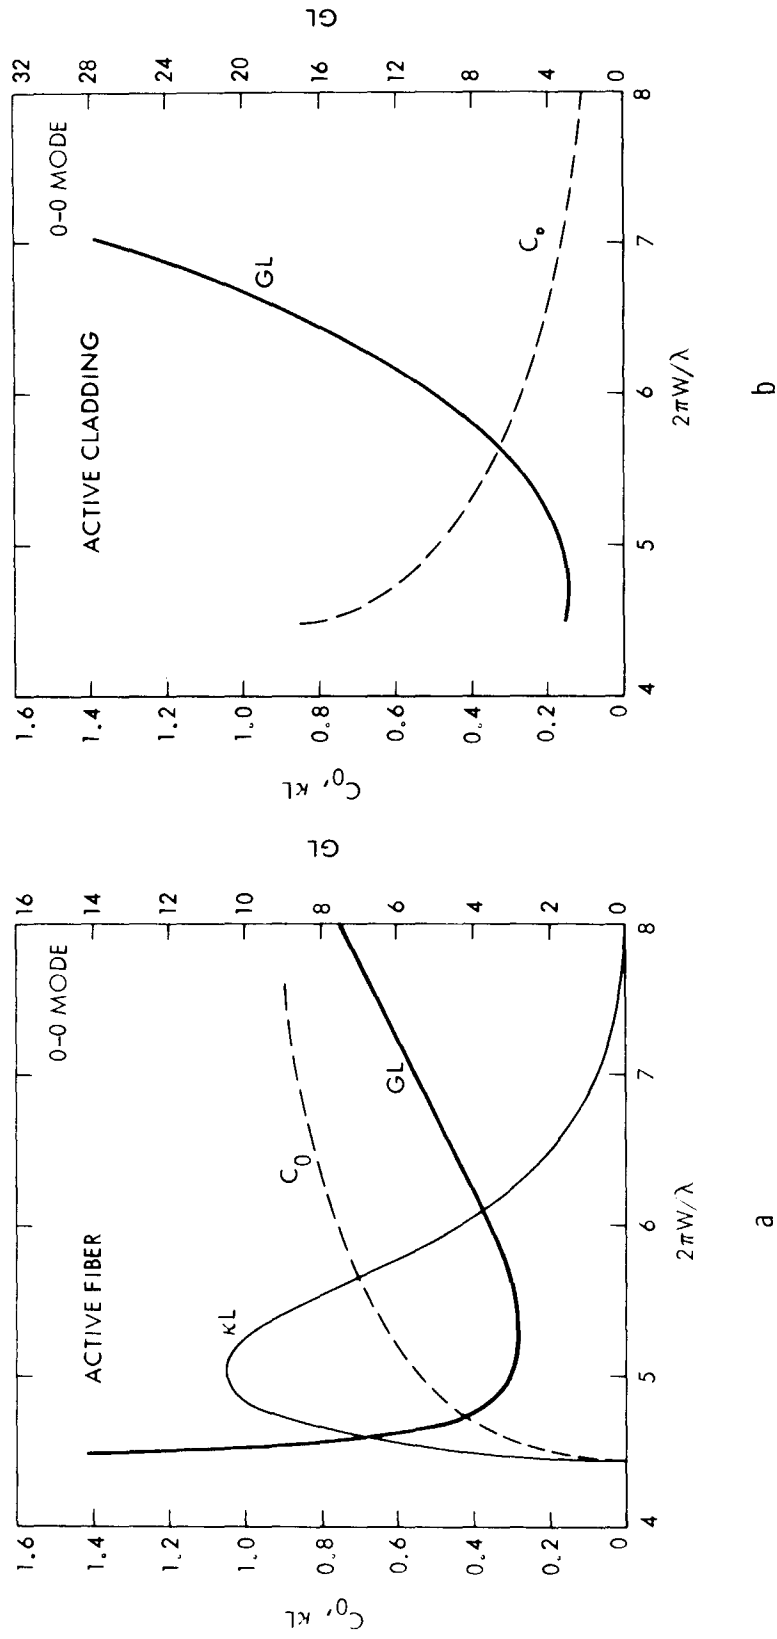 ACTIVE FIBER
0-0 MODE
C₀, κL
1.6
1.4
1.2
1.0
0.8
0.6
0.4
0.2
0
GL
16
14
12
10
8
6
4
2
0
κL
C₀
GL
4
5
6
7
8
2πW/λ
a
ACTIVE CLADDING
0-0 MODE
C₀, κL
1.6
1.4
1.2
1.0
0.8
0.6
0.4
0.2
0
GL
32
28
24
20
16
12
8
4
0
GL
C₀
4
5
6
7
8
2πW/λ
b